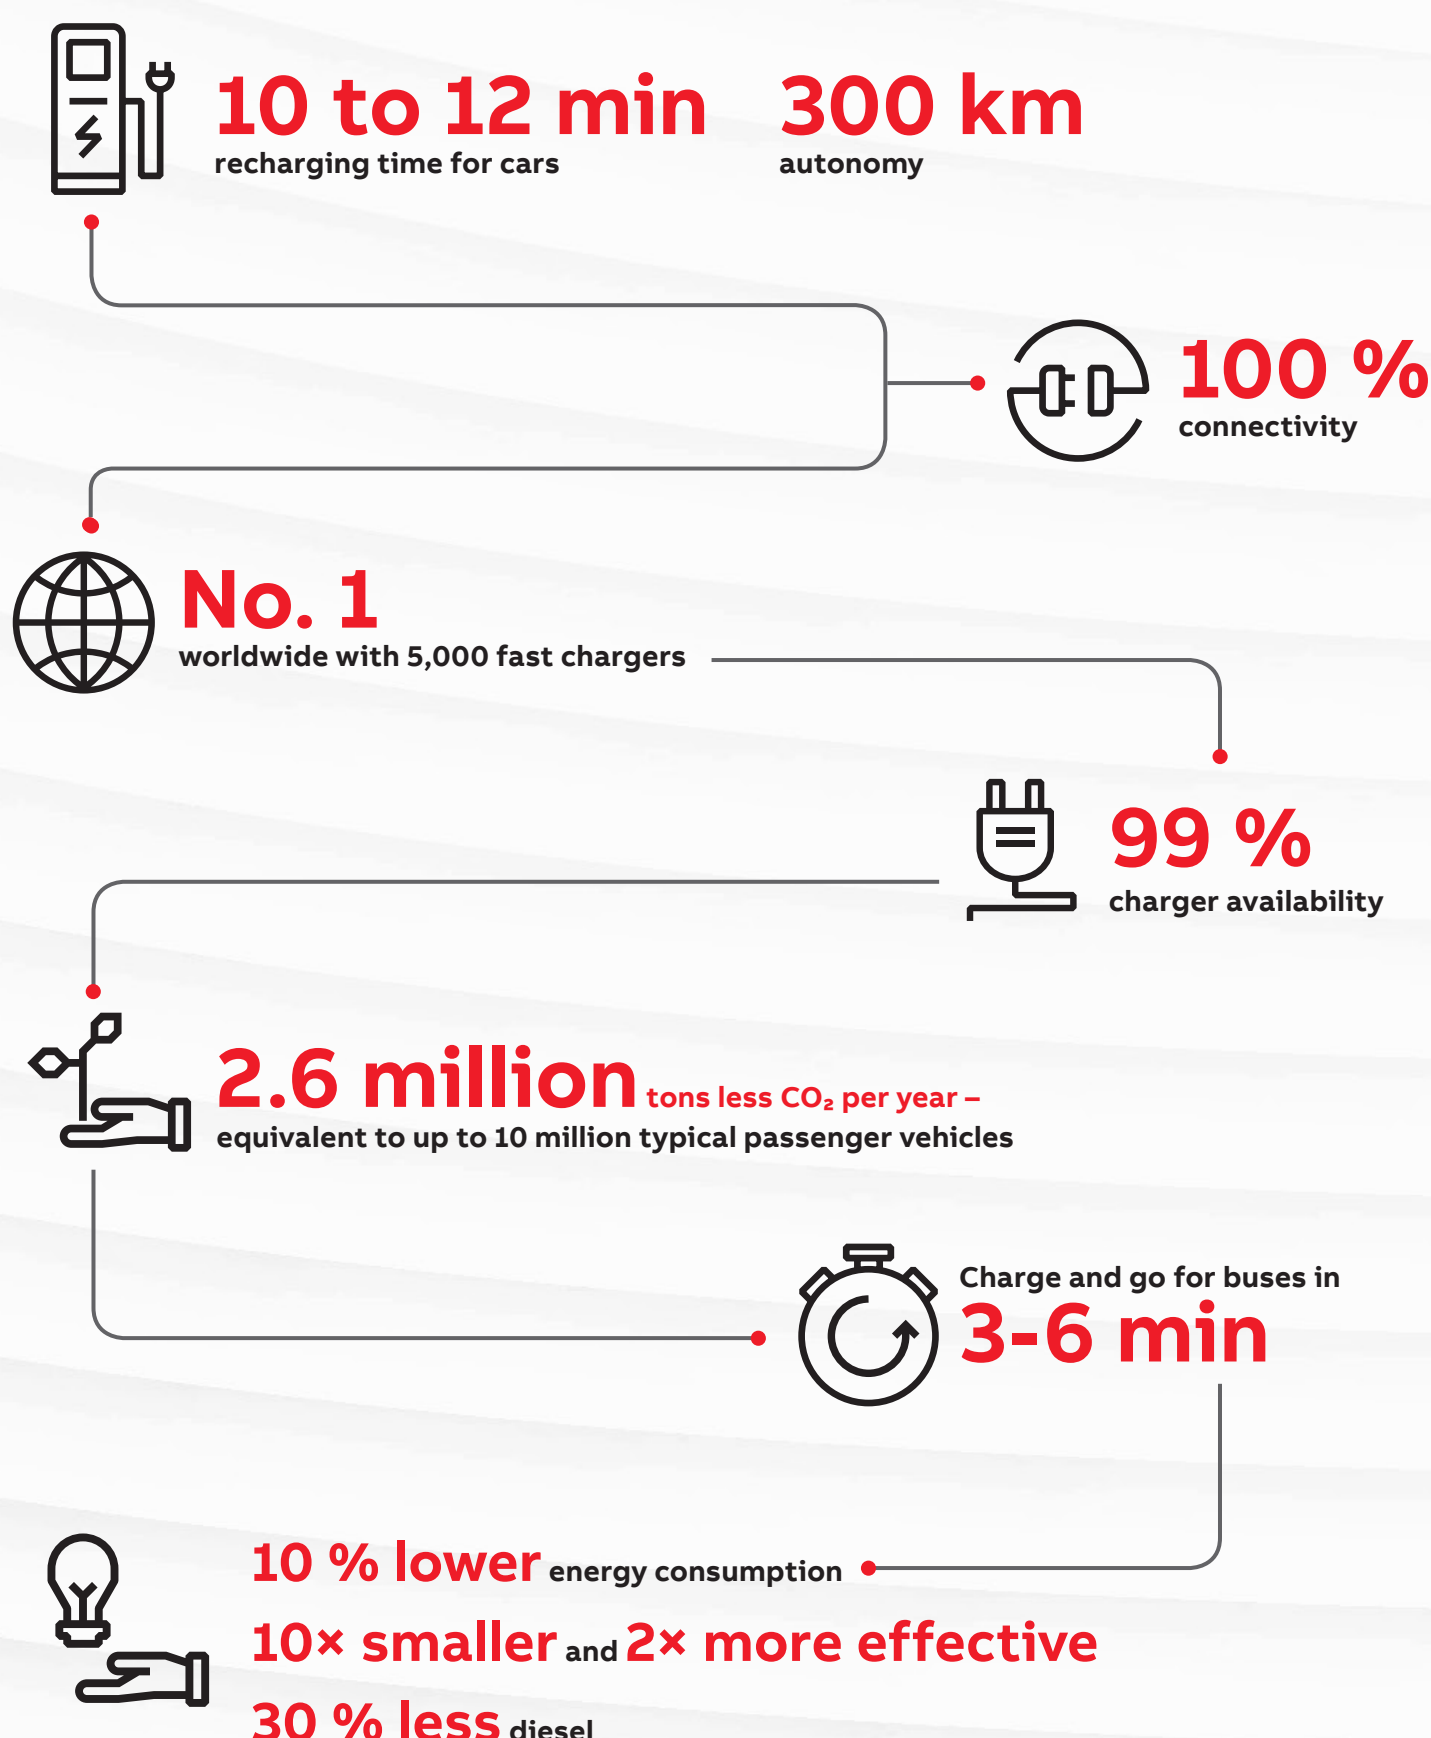 10 to 12 min
recharging time for cars
300 km
autonomy
100 %
connectivity
No. 1
worldwide with 5,000 fast chargers
99 %
charger availability
2.6 million tons less CO₂ per year –
equivalent to up to 10 million typical passenger vehicles
Charge and go for buses in
3-6 min
10 % lower energy consumption
10× smaller and 2× more effective
30 % less diesel